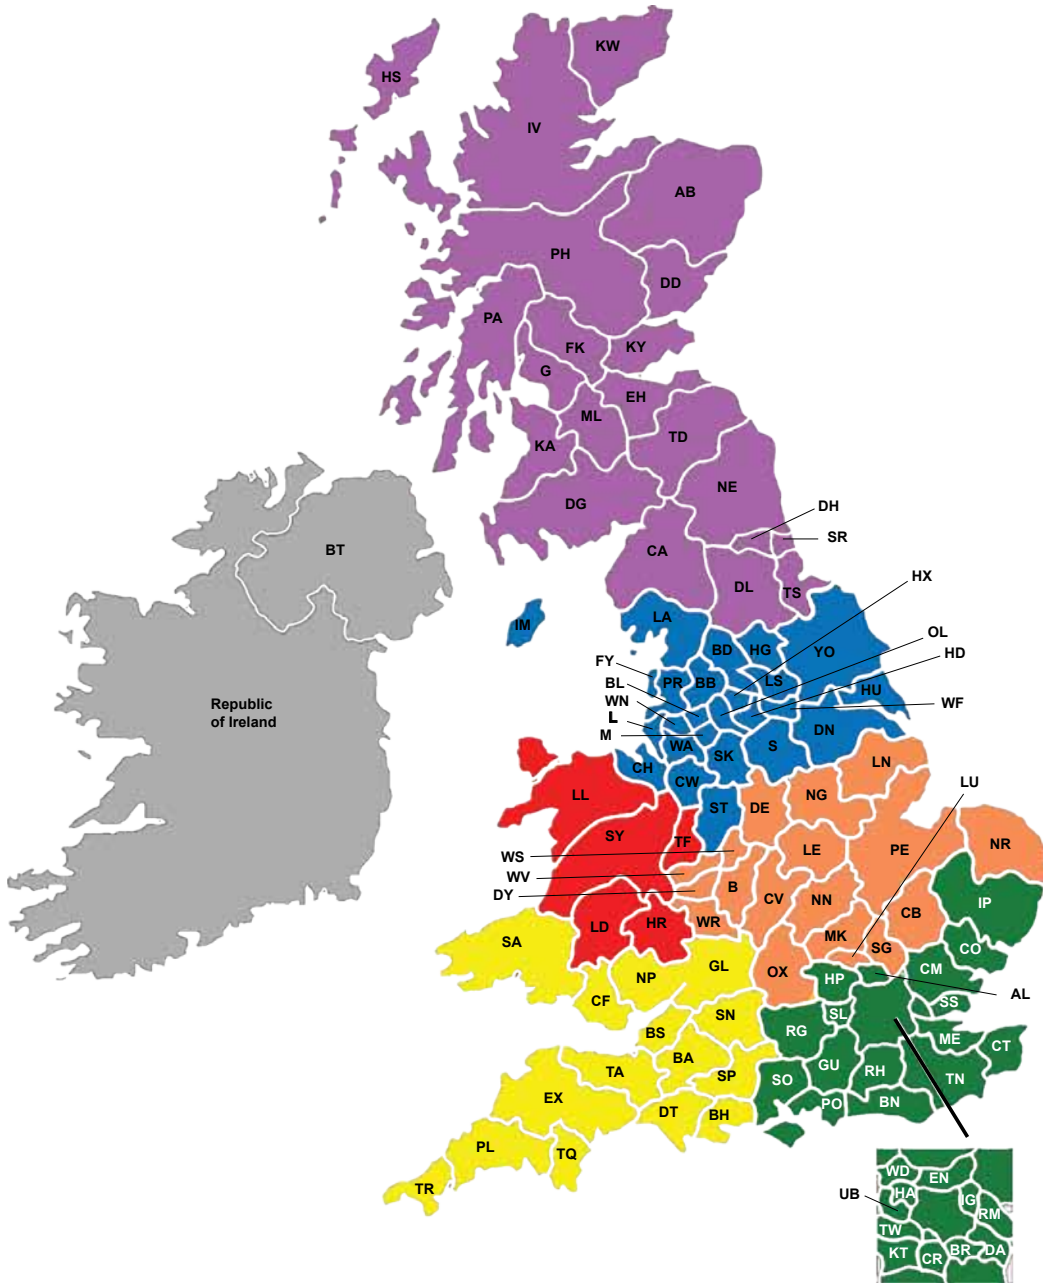 KW
HS
IV
AB
PH
DD
PA
FK
KY
G
EH
ML
TD
KA
NE
DG
DH
SR
BT
CA
HX
DL
TS
IM
LA
OL
BD
HG
YO
HD
FY
PR
BB
LS
BL
HU
WN
WF
L
DN
M
WA
SK
S
CH
CW
LN
LU
LL
ST
DE
NG
Republic
of Ireland
SY
TF
LE
PE
NR
WS
WV
DY
B
CV
NN
IP
LD
HR
WR
CB
SA
MK
SG
CO
GL
OX
HP
CM
NP
AL
CF
SN
SL
SS
BS
RG
ME
CT
BA
TA
SP
SO
GU
RH
TN
EX
DT
BH
PO
BN
PL
TQ
WD
EN
TR
UB
HA
IG
RM
TW
KT
CR
BR
DA